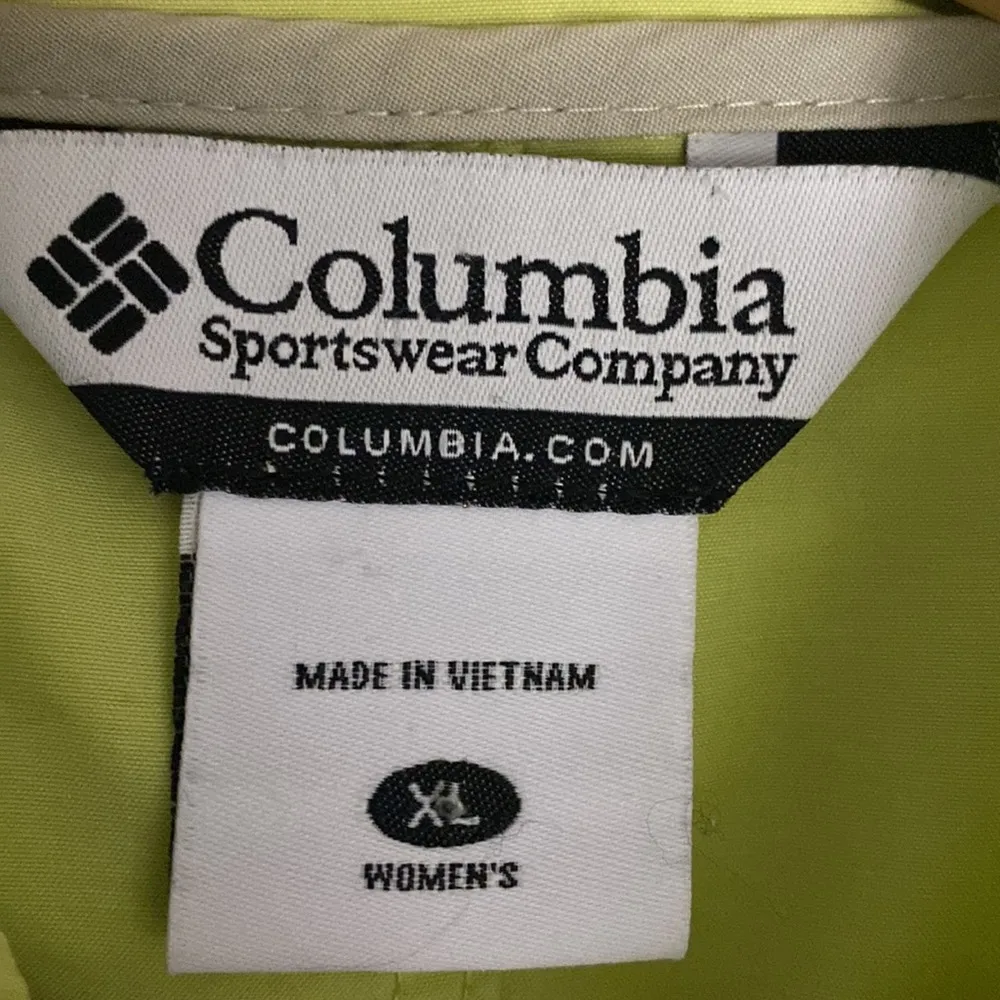 Columbia
Sportswear Company
COLUMBIA.COM
MADE IN VIETNAM
XL
WOMEN'S